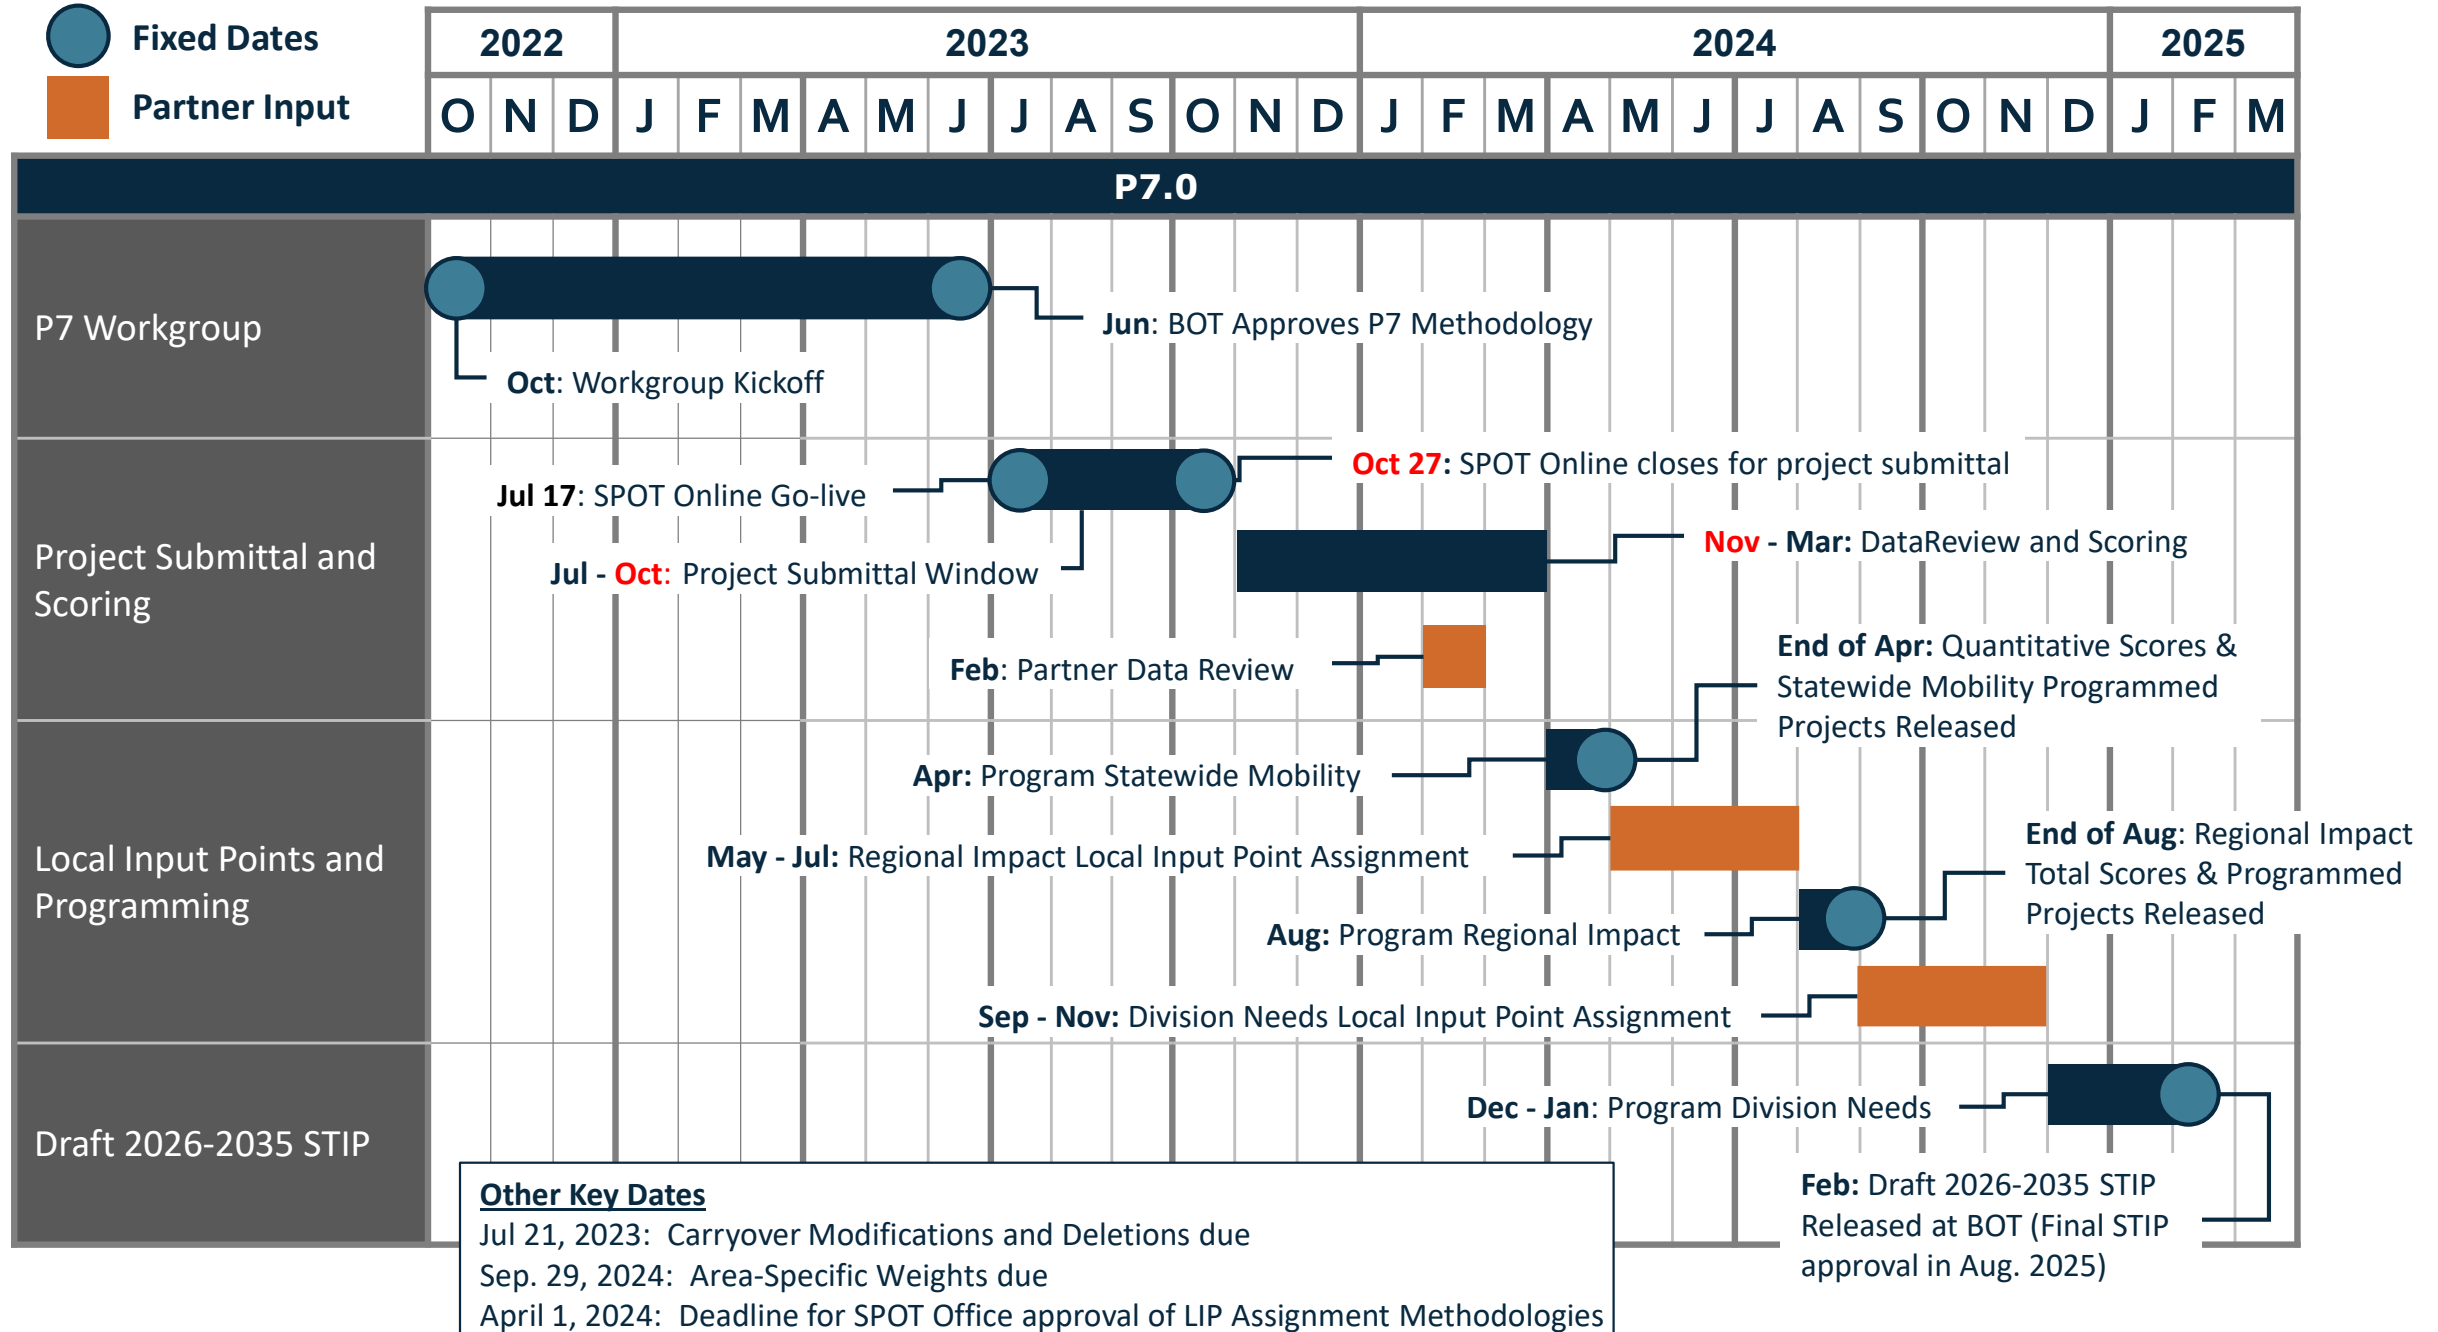 Fixed Dates
Partner Input
2022 2023 2024 2025
O N D J F M A M J J A S O N D J F M A M J J A S O N D J F M
P7.0
P7 Workgroup
Jun: BOT Approves P7 Methodology
Oct: Workgroup Kickoff
Project Submittal and
Scoring
Oct 27: SPOT Online closes for project submittal
Jul 17: SPOT Online Go-live
Nov - Mar: DataReview and Scoring
Jul - Oct: Project Submittal Window
Feb: Partner Data Review
End of Apr: Quantitative Scores &
Statewide Mobility Programmed
Projects Released
Local Input Points and
Programming
Apr: Program Statewide Mobility
May - Jul: Regional Impact Local Input Point Assignment
End of Aug: Regional Impact
Total Scores & Programmed
Projects Released
Aug: Program Regional Impact
Sep - Nov: Division Needs Local Input Point Assignment
Draft 2026-2035 STIP
Dec - Jan: Program Division Needs
Feb: Draft 2026-2035 STIP
Released at BOT (Final STIP
approval in Aug. 2025)
Other Key Dates
Jul 21, 2023: Carryover Modifications and Deletions due
Sep. 29, 2024: Area-Specific Weights due
April 1, 2024: Deadline for SPOT Office approval of LIP Assignment Methodologies